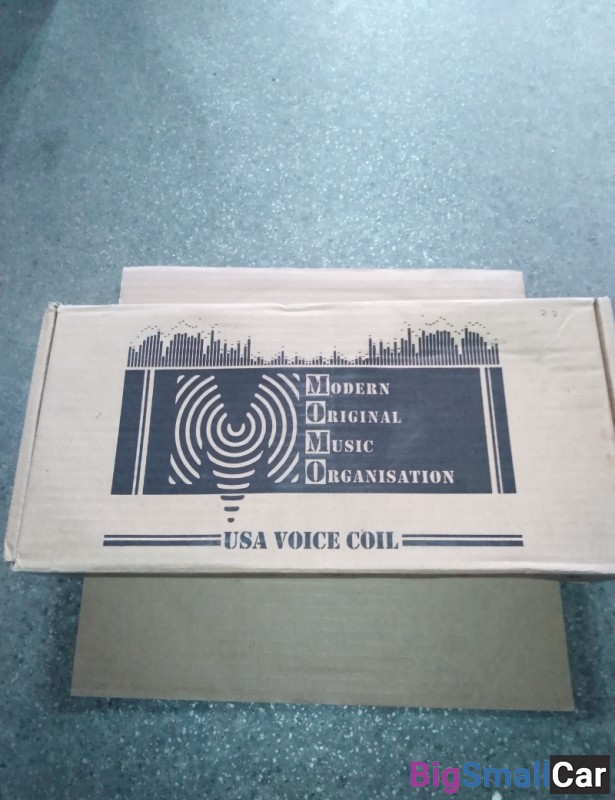 MODERN
ORIGINAL
MUSIC
ORGANISATION
USA VOICE COIL
BigSmallCar